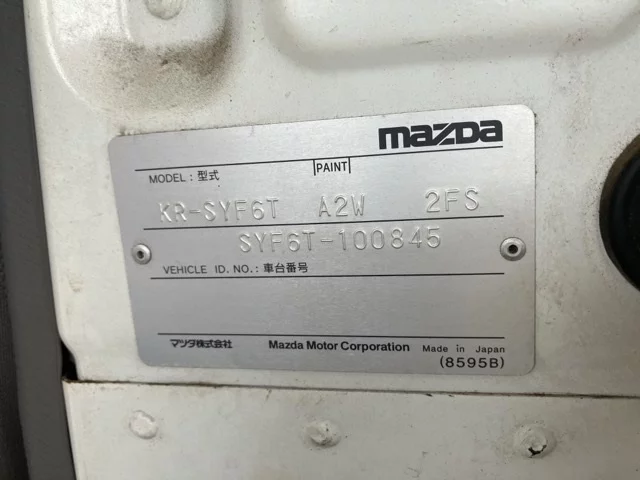 mazda
MODEL : 型式 PAINT
KR-SYF6T A2W 2FS
SYF6T-100845
VEHICLE ID. NO. : 車台番号
マツダ株式会社 Mazda Motor Corporation Made in Japan
(8595B)